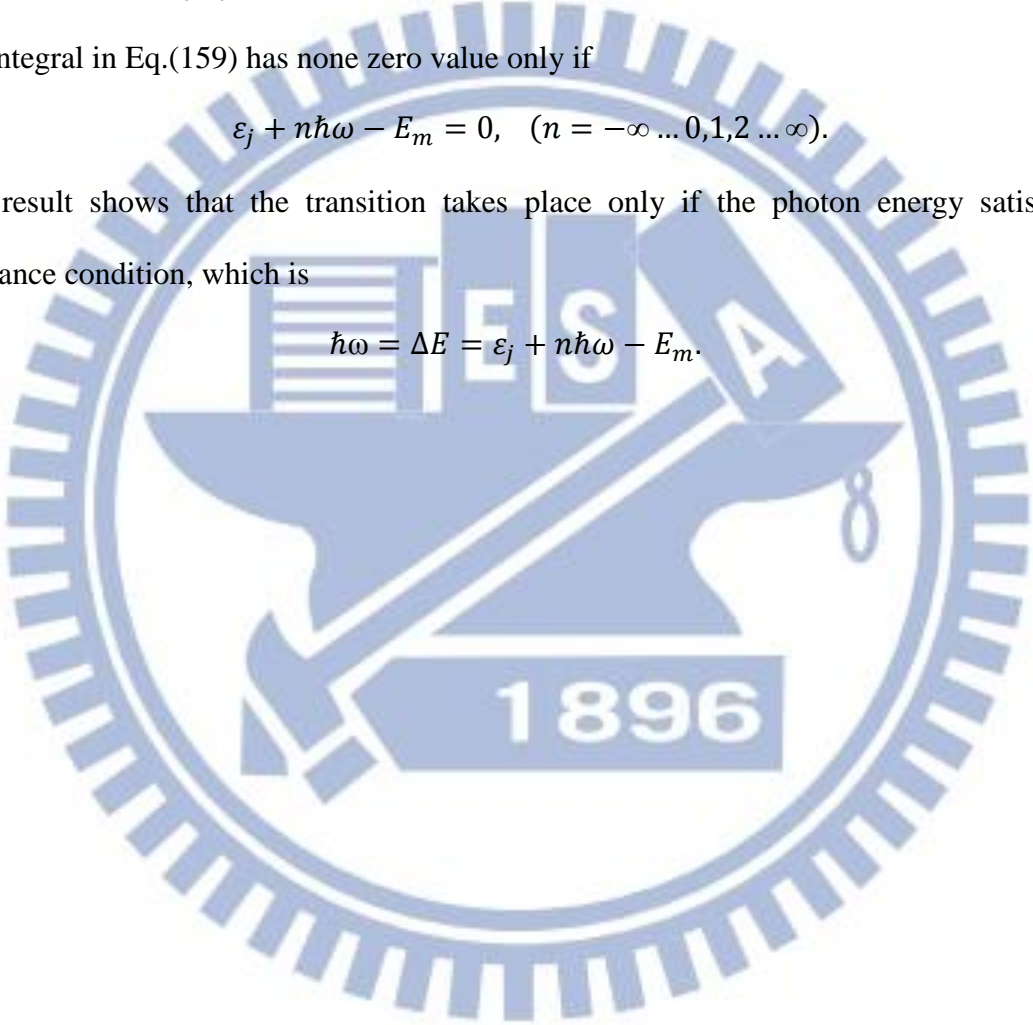 ntegral in Eq.(159) has none zero value only if
εⱼ + nℏω − Eₘ = 0, (n = −∞ … 0,1,2 … ∞).
result shows that the transition takes place only if the photon energy satis
ance condition, which is
ℏω = ΔE = εⱼ + nℏω − Eₘ.
E S A
1896